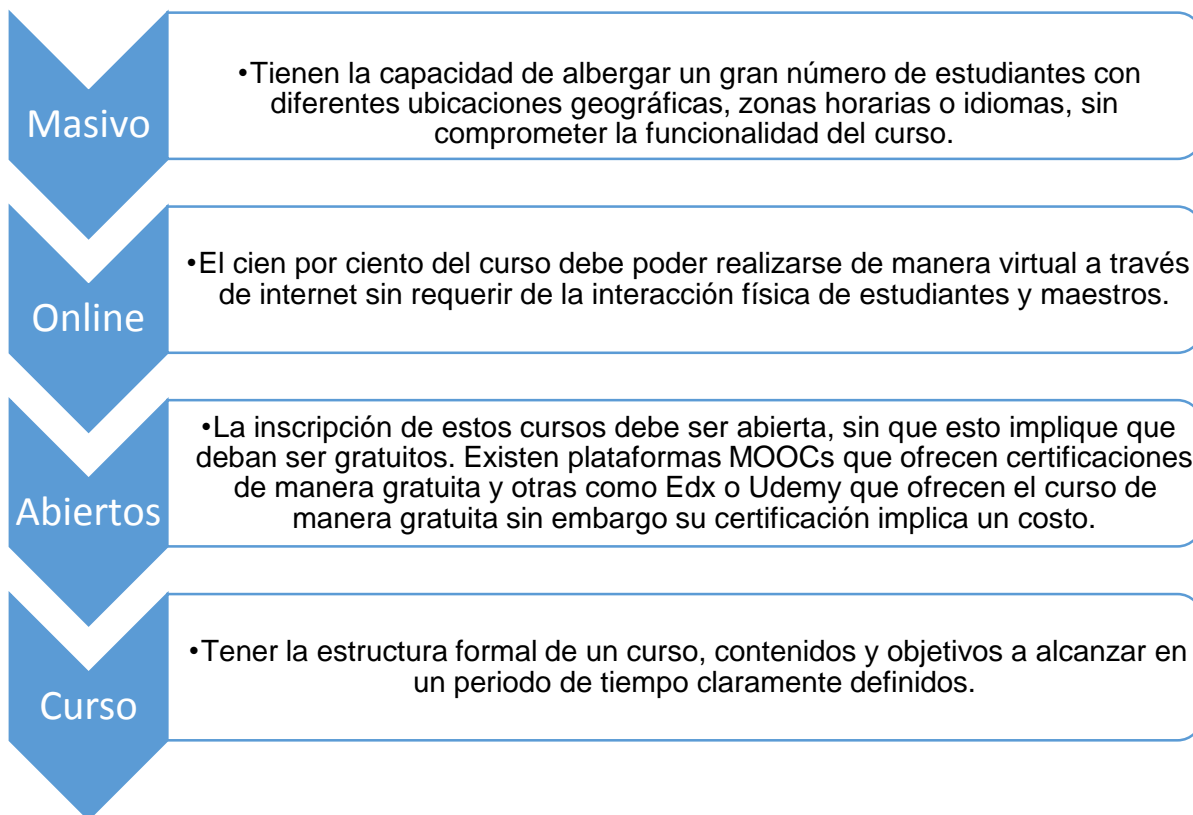 Masivo
•Tienen la capacidad de albergar un gran número de estudiantes con
diferentes ubicaciones geográficas, zonas horarias o idiomas, sin
comprometer la funcionalidad del curso.
Online
•El cien por ciento del curso debe poder realizarse de manera virtual a través
de internet sin requerir de la interacción física de estudiantes y maestros.
Abiertos
•La inscripción de estos cursos debe ser abierta, sin que esto implique que
deban ser gratuitos. Existen plataformas MOOCs que ofrecen certificaciones
de manera gratuita y otras como Edx o Udemy que ofrecen el curso de
manera gratuita sin embargo su certificación implica un costo.
Curso
•Tener la estructura formal de un curso, contenidos y objetivos a alcanzar en
un periodo de tiempo claramente definidos.